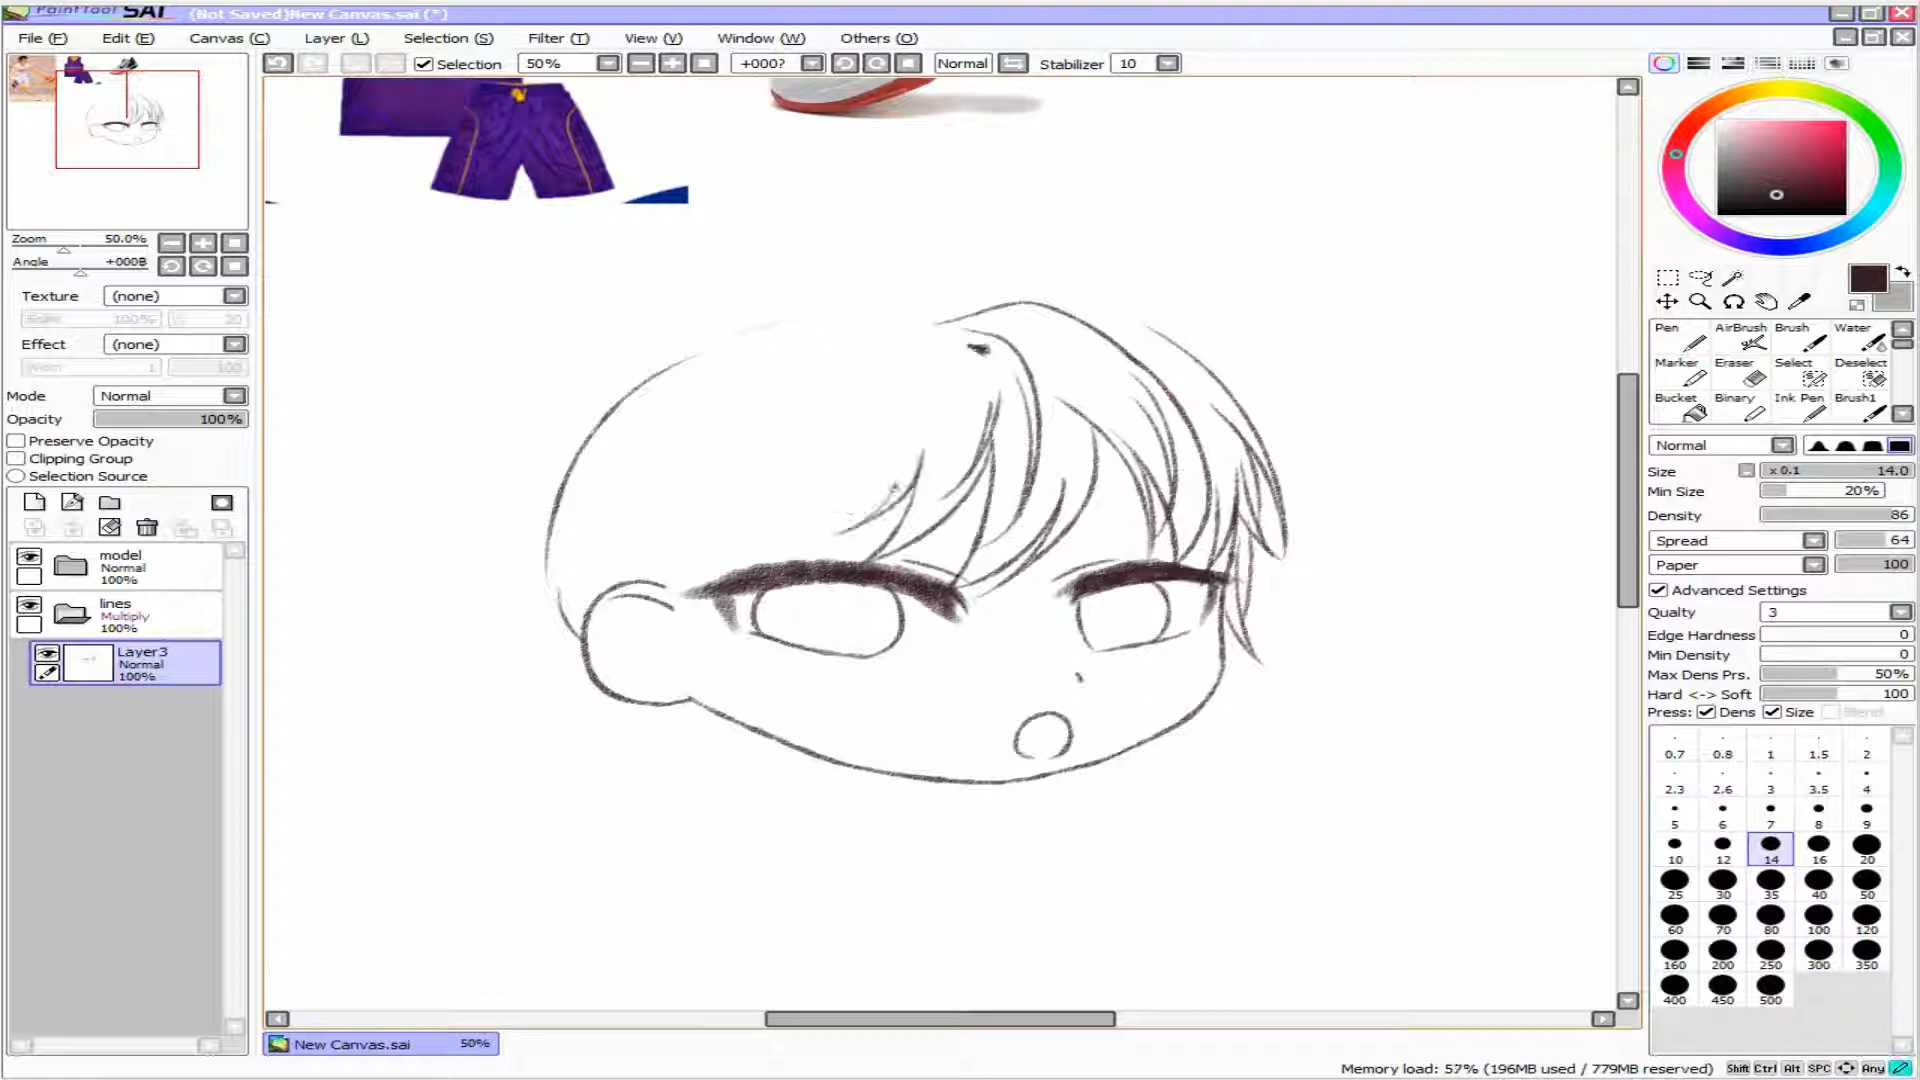 PaintTool SAI (Not Saved)New Canvas.sai (*)
File (F) Edit (E) Canvas (C) Layer (L) Selection (S) Filter (T) View (V) Window (W) Others (O)
Selection 50% +000? Normal Stabilizer 10
Zoom 50.0%
Angle +000B
Texture (none)
Scale 100% 20
Effect (none)
1 100
Mode Normal
Opacity 100%
Preserve Opacity
Clipping Group
Selection Source
model
Normal
100%
lines
Multiply
100%
Layer3
Normal
100%
Pen AirBrush Brush Water
Marker Eraser Select Deselect
Bucket Binary Ink Pen Brush1
Normal
Size x 0.1 14.0
Min Size 20%
Density 86
Spread 64
Paper 100
Advanced Settings
Qualty 3
Edge Hardness 0
Min Density 0
Max Dens Prs. 50%
Hard <-> Soft 100
Press: Dens Size Blend
0.7 0.8 1 1.5 2
2.3 2.6 3 3.5 4
5 6 7 8 9
10 12 14 16 20
25 30 35 40 50
60 70 80 100 120
160 200 250 300 350
400 450 500
New Canvas.sai 50%
Memory load: 57% (196MB used / 779MB reserved) Shift Ctrl Alt SPC Any